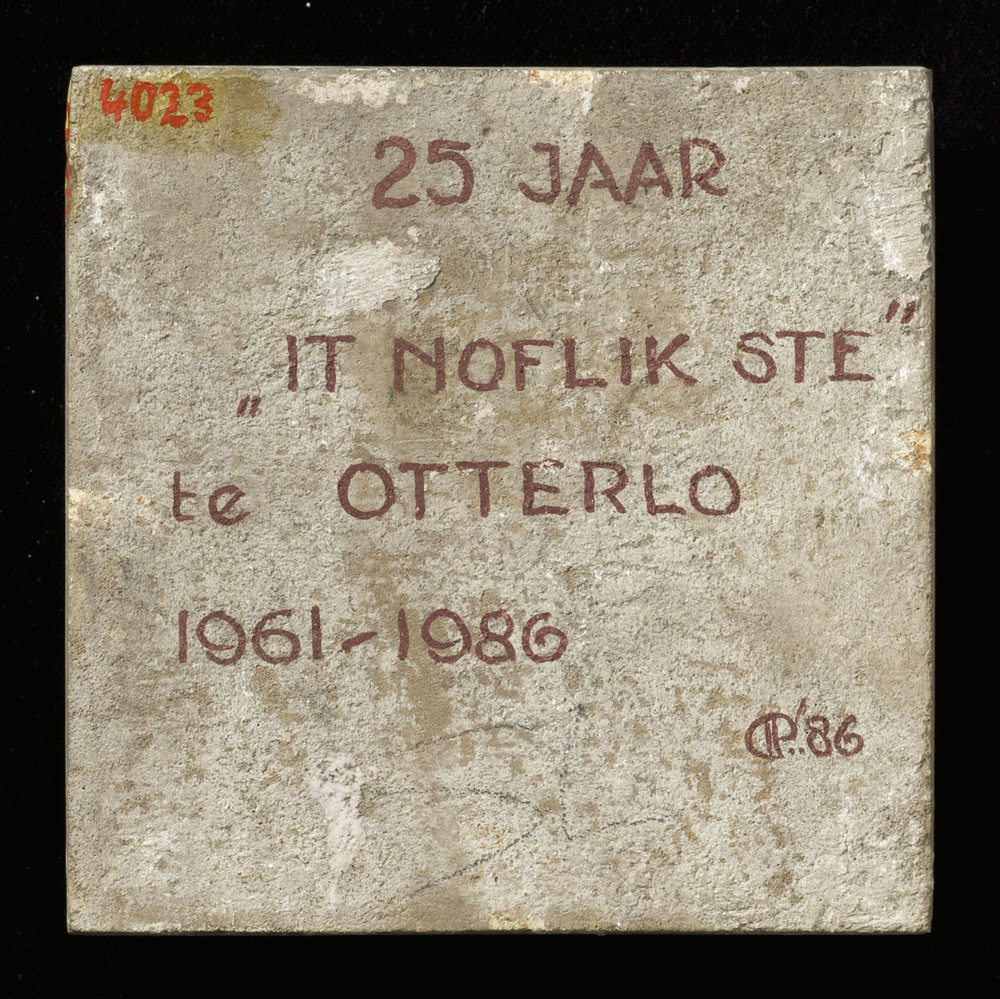 4023
25 JAAR
„IT NOFLIK STE”
te OTTERLO
1961-1986
'86